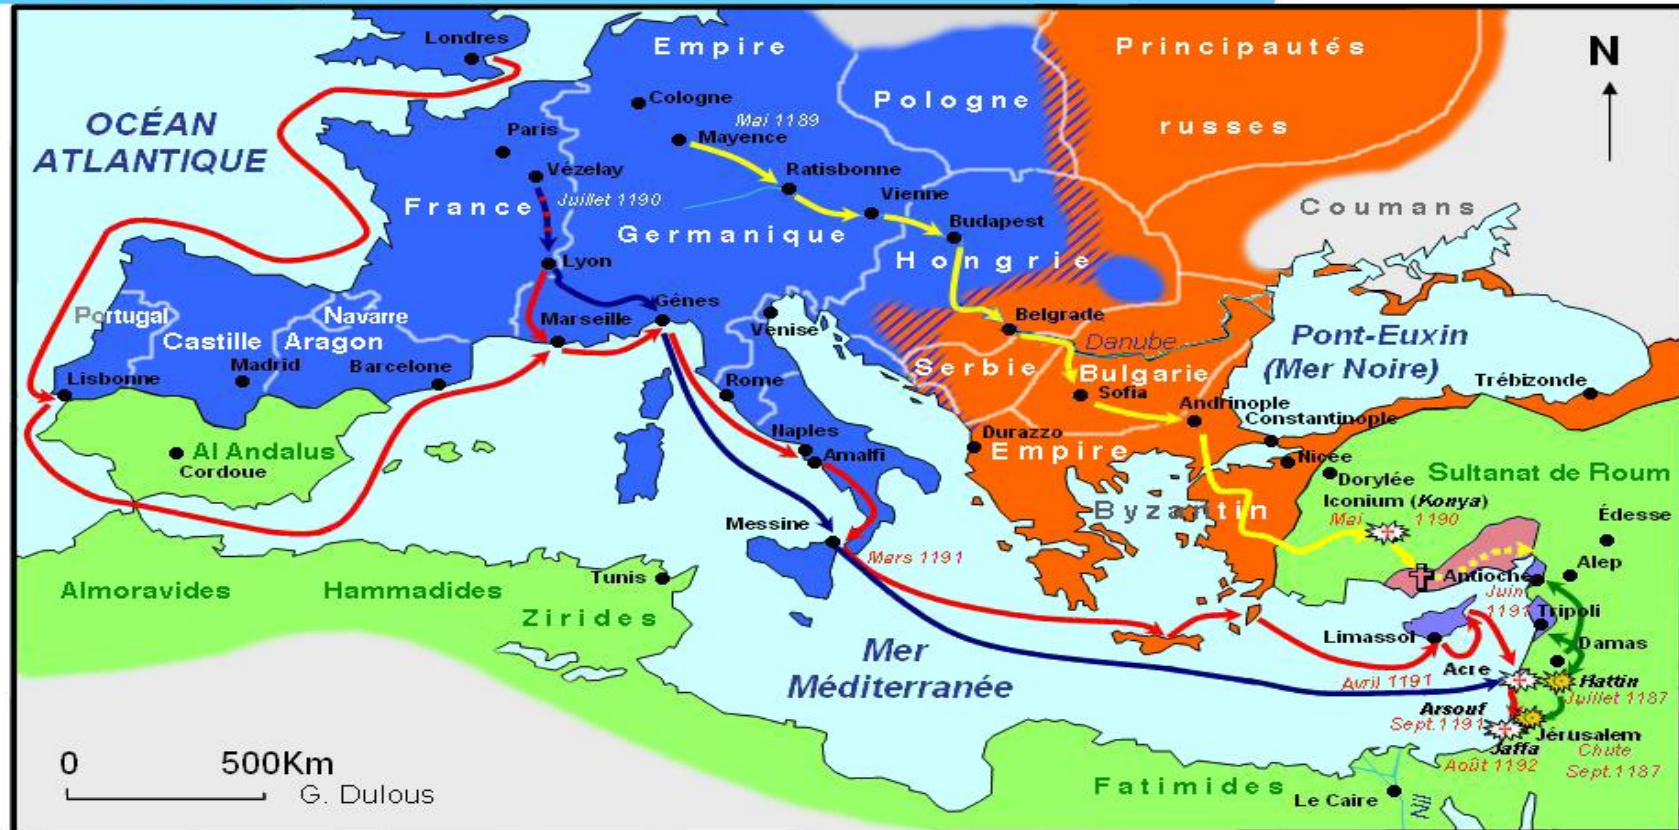 Londres
Empire
Principautés
russes
N
OCÉAN
ATLANTIQUE
Cologne
Pologne
Mai 1189
Mayence
Paris
Vézelay
Juillet 1190
Ratisbonne
Vienne
France
Germanique
Budapest
Coumans
Hongrie
Lyon
Portugal
Navarre
Castille Aragon
Marseille
Gênes
Venise
Belgrade
Danube
Pont-Euxin
(Mer Noire)
Lisbonne
Madrid
Barcelone
Rome
Serbie
Bulgarie
Sofia
Trébizonde
Andrinople
Constantinople
Al Andalus
Cordoue
Naples
Amalfi
Durazzo
Empire
Nicée
Dorylée
Sultanat de Roum
Iconium (Konya)
Mai 1190
Byzantin
Édesse
Messine
Mars 1191
Almoravides
Hammadides
Zirides
Tunis
Antioche
Alep
Juin
1191
Tripoli
Limassol
Damas
Mer
Méditerranée
Acre
Avril 1191
Hattin
Juillet 1187
Arsouf
Sept.1191
Jérusalem
Jaffa
Chute
Août 1192
Sept.1187
0 500Km
G. Dulous
Fatimides
Le Caire